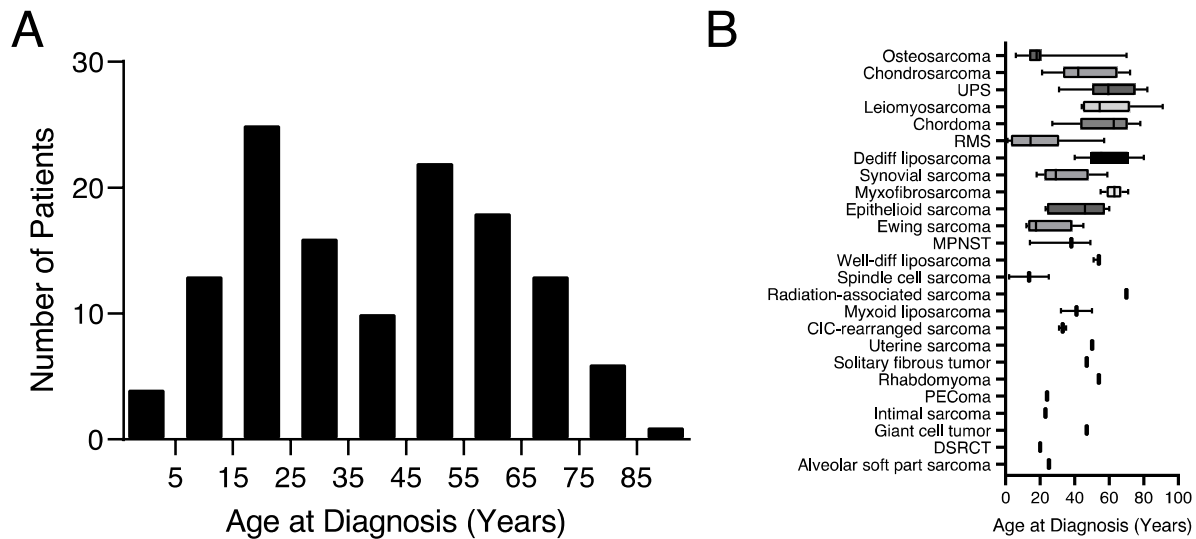 A
30
20
10
0
Number of Patients
5 15 25 35 45 55 65 75 85
Age at Diagnosis (Years)
B
Osteosarcoma
Chondrosarcoma
UPS
Leiomyosarcoma
Chordoma
RMS
Dediff liposarcoma
Synovial sarcoma
Myxofibrosarcoma
Epithelioid sarcoma
Ewing sarcoma
MPNST
Well-diff liposarcoma
Spindle cell sarcoma
Radiation-associated sarcoma
Myxoid liposarcoma
CIC-rearranged sarcoma
Uterine sarcoma
Solitary fibrous tumor
Rhabdomyoma
PEComa
Intimal sarcoma
Giant cell tumor
DSRCT
Alveolar soft part sarcoma
0 20 40 60 80 100
Age at Diagnosis (Years)